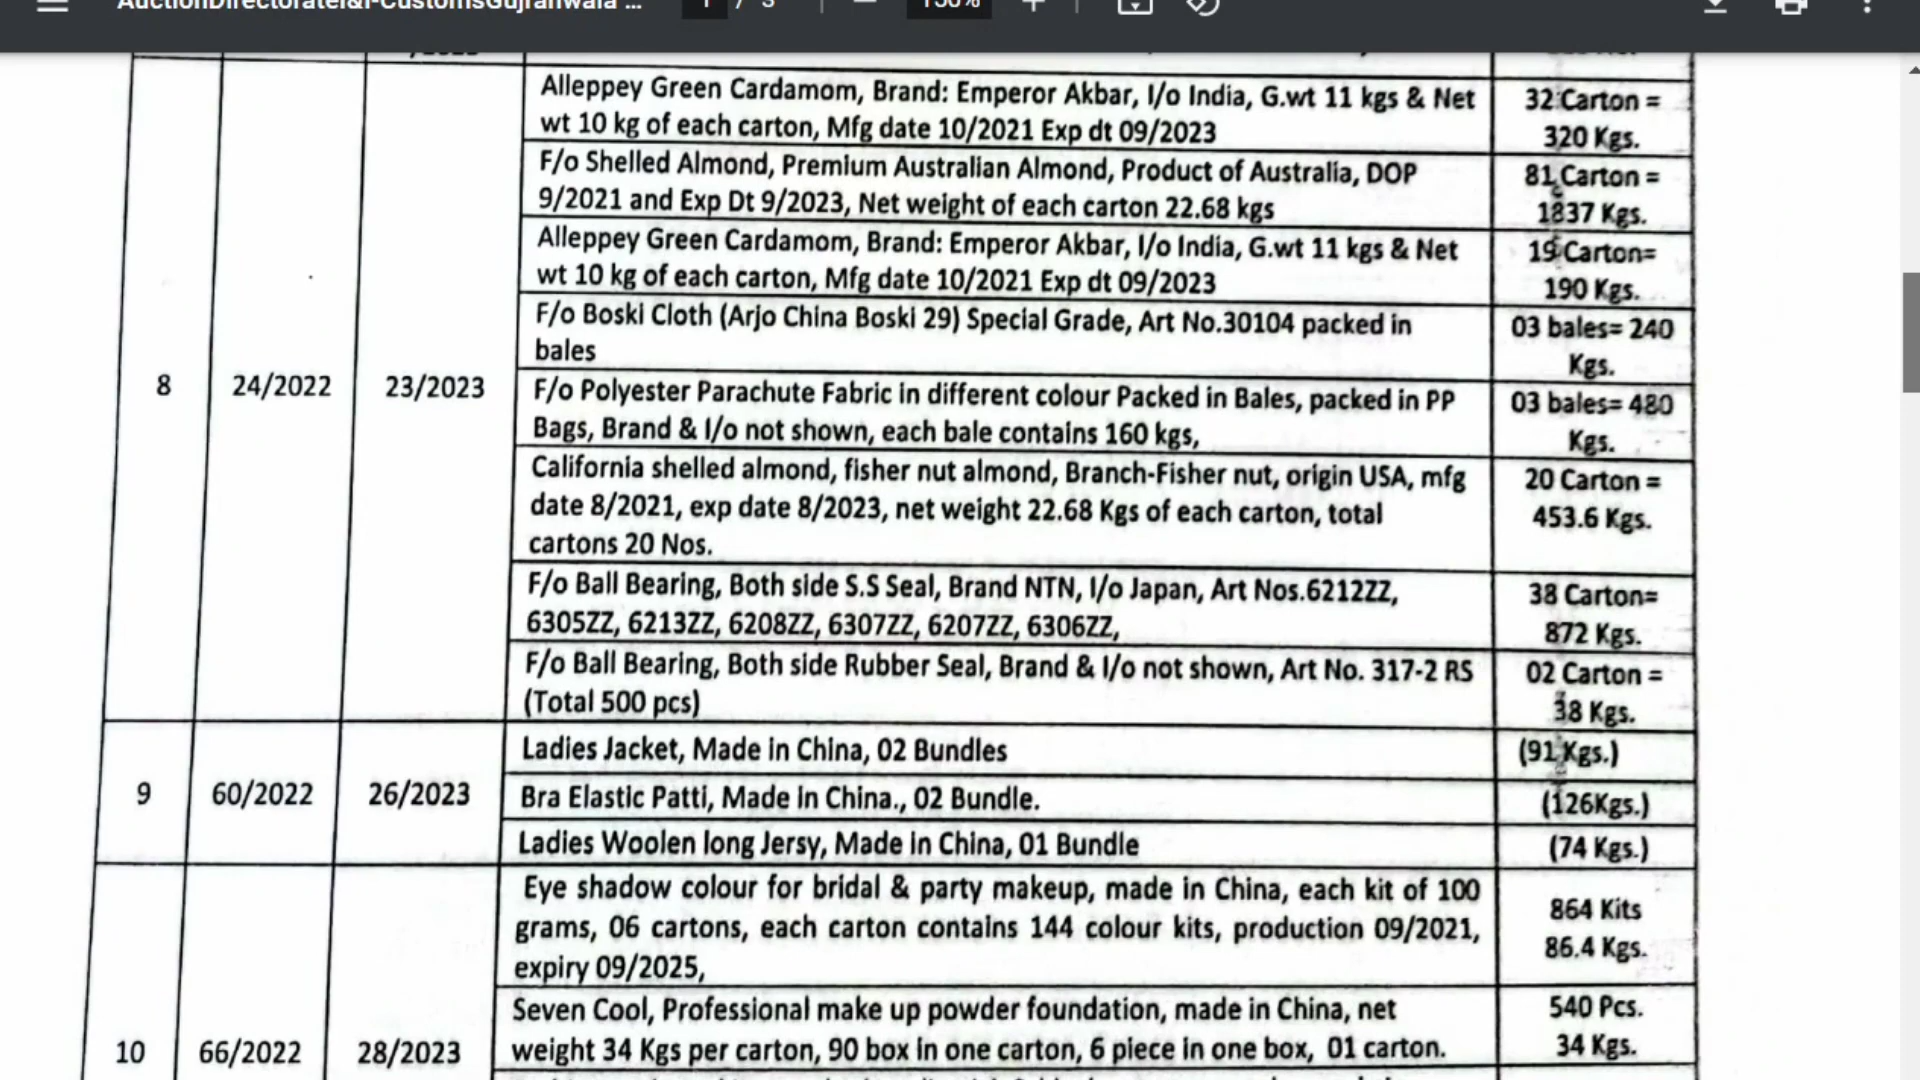 AuctionDirectorateI&I-CustomsGujranwala ...
1 / 3
150%
Alleppey Green Cardamom, Brand: Emperor Akbar, I/o India, G.wt 11 kgs & Net
wt 10 kg of each carton, Mfg date 10/2021 Exp dt 09/2023
32 Carton =
320 Kgs.
F/o Shelled Almond, Premium Australian Almond, Product of Australia, DOP
9/2021 and Exp Dt 9/2023, Net weight of each carton 22.68 kgs
81 Carton =
1837 Kgs.
Alleppey Green Cardamom, Brand: Emperor Akbar, I/o India, G.wt 11 kgs & Net
wt 10 kg of each carton, Mfg date 10/2021 Exp dt 09/2023
19 Carton=
190 Kgs.
F/o Boski Cloth (Arjo China Boski 29) Special Grade, Art No.30104 packed in
bales
03 bales= 240
Kgs.
8 24/2022 23/2023
F/o Polyester Parachute Fabric in different colour Packed in Bales, packed in PP
Bags, Brand & I/o not shown, each bale contains 160 kgs,
03 bales= 480
Kgs.
California shelled almond, fisher nut almond, Branch-Fisher nut, origin USA, mfg
date 8/2021, exp date 8/2023, net weight 22.68 Kgs of each carton, total
cartons 20 Nos.
20 Carton =
453.6 Kgs.
F/o Ball Bearing, Both side S.S Seal, Brand NTN, I/o Japan, Art Nos.6212ZZ,
6305ZZ, 6213ZZ, 6208ZZ, 6307ZZ, 6207ZZ, 6306ZZ,
38 Carton=
872 Kgs.
F/o Ball Bearing, Both side Rubber Seal, Brand & I/o not shown, Art No. 317-2 RS
(Total 500 pcs)
02 Carton =
38 Kgs.
9 60/2022 26/2023
Ladies Jacket, Made in China, 02 Bundles
(91 Kgs.)
Bra Elastic Patti, Made In China., 02 Bundle.
(126Kgs.)
Ladies Woolen long Jersy, Made in China, 01 Bundle
(74 Kgs.)
Eye shadow colour for bridal & party makeup, made in China, each kit of 100
grams, 06 cartons, each carton contains 144 colour kits, production 09/2021,
expiry 09/2025,
864 Kits
86.4 Kgs.
10 66/2022 28/2023
Seven Cool, Professional make up powder foundation, made in China, net
weight 34 Kgs per carton, 90 box in one carton, 6 piece in one box, 01 carton.
540 Pcs.
34 Kgs.